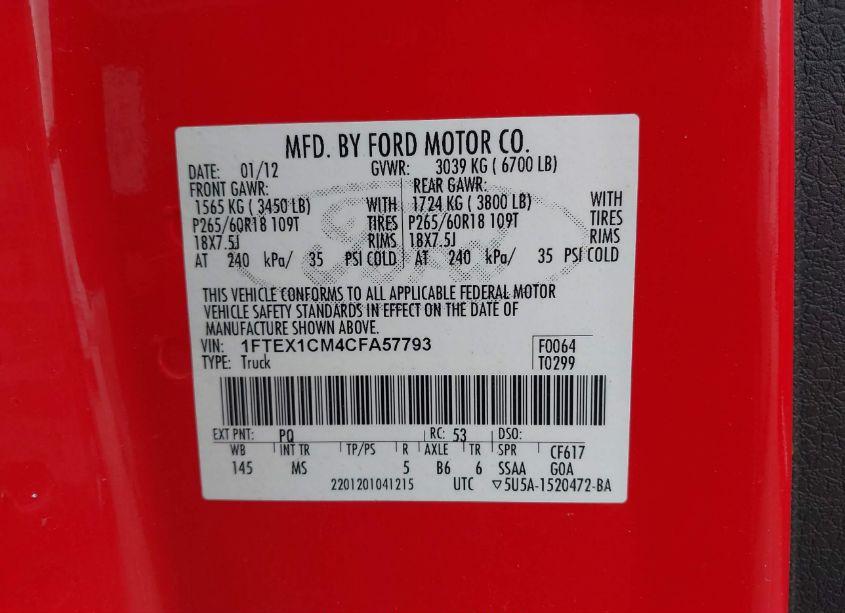 MFD. BY FORD MOTOR CO.
DATE: 01/12 GVWR: 3039 KG ( 6700 LB)
FRONT GAWR: REAR GAWR:
1565 KG ( 3450 LB) WITH 1724 KG ( 3800 LB) WITH
P265/60R18 109T TIRES P265/60R18 109T TIRES
18X7.5J RIMS 18X7.5J RIMS
AT 240 kPa/ 35 PSI COLD AT 240 kPa/ 35 PSI COLD
THIS VEHICLE CONFORMS TO ALL APPLICABLE FEDERAL MOTOR
VEHICLE SAFETY STANDARDS IN EFFECT ON THE DATE OF
MANUFACTURE SHOWN ABOVE.
VIN: 1FTEX1CM4CFA57793 F0064
TYPE: Truck T0299
EXT PNT: PQ RC: 53 DSO:
WB INT TR TP/PS R AXLE TR SPR CF617
145 MS 5 B6 6 SSAA GOA
2201201041215 UTC ▽5U5A-1520472-BA